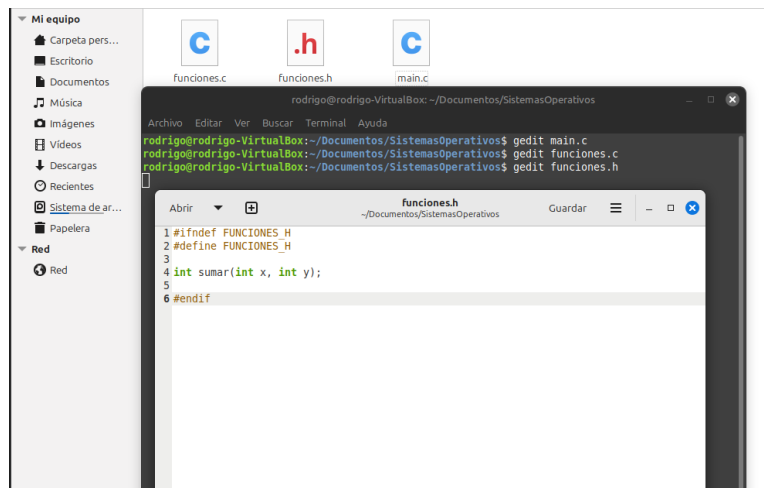 Mi equipo
Carpeta pers...
Escritorio
Documentos
Música
Imágenes
Vídeos
Descargas
Recientes
Sistema de ar...
Papelera
Red
Red
C
.h
C
funciones.c funciones.h main.c
rodrigo@rodrigo-VirtualBox: ~/Documentos/SistemasOperativos
Archivo Editar Ver Buscar Terminal Ayuda
rodrigo@rodrigo-VirtualBox:~/Documentos/SistemasOperativos$ gedit main.c
rodrigo@rodrigo-VirtualBox:~/Documentos/SistemasOperativos$ gedit funciones.c
rodrigo@rodrigo-VirtualBox:~/Documentos/SistemasOperativos$ gedit funciones.h
Abrir
funciones.h
~/Documentos/SistemasOperativos
Guardar
1 #ifndef FUNCIONES_H
2 #define FUNCIONES_H
3
4 int sumar(int x, int y);
5
6 #endif